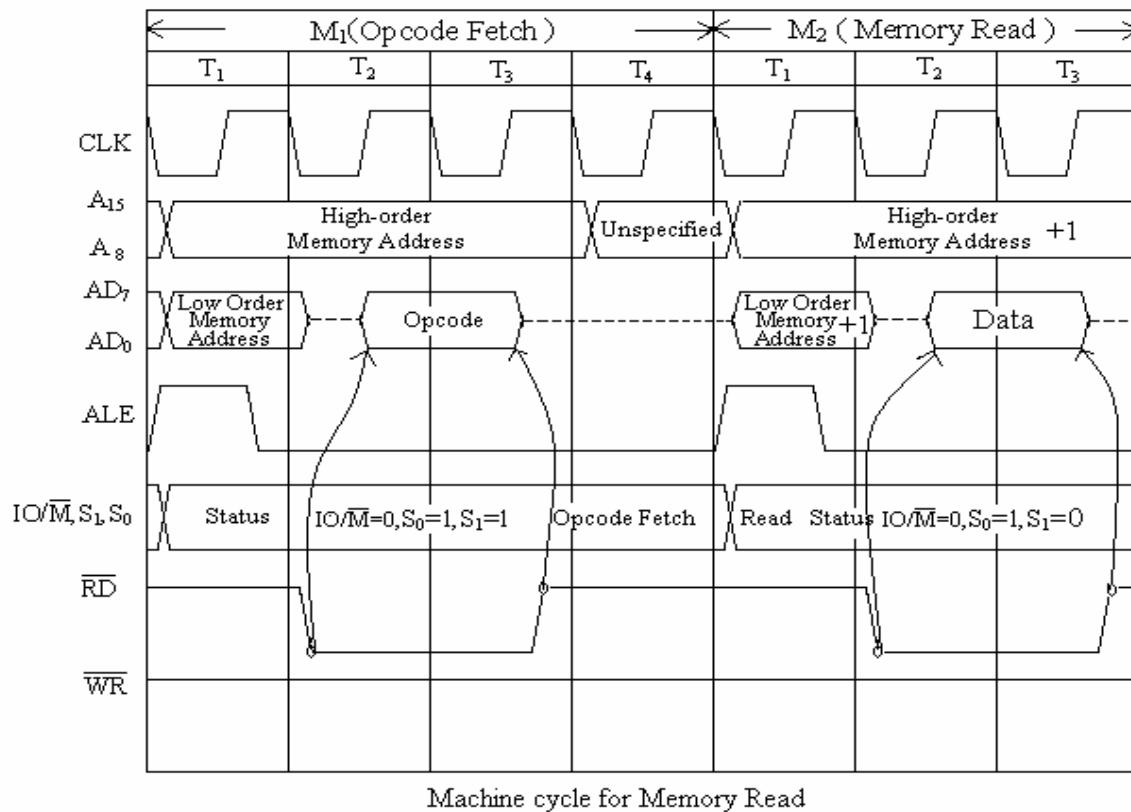 M₁(Opcode Fetch) M₂ ( Memory Read )
T₁ T₂ T₃ T₄ T₁ T₂ T₃
CLK
A₁₅
High-order
Memory Address
Unspecified
High-order
Memory Address +1
A₈
AD₇
Low Order
Memory
Address
Opcode
Low Order
Memory +1
Address
Data
AD₀
ALE
IO/M̅, S₁, S₀ Status IO/M̅=0, S₀=1, S₁=1 Opcode Fetch Read Status IO/M̅=0, S₀=1, S₁=0
R̅D̅
W̅R̅
Machine cycle for Memory Read